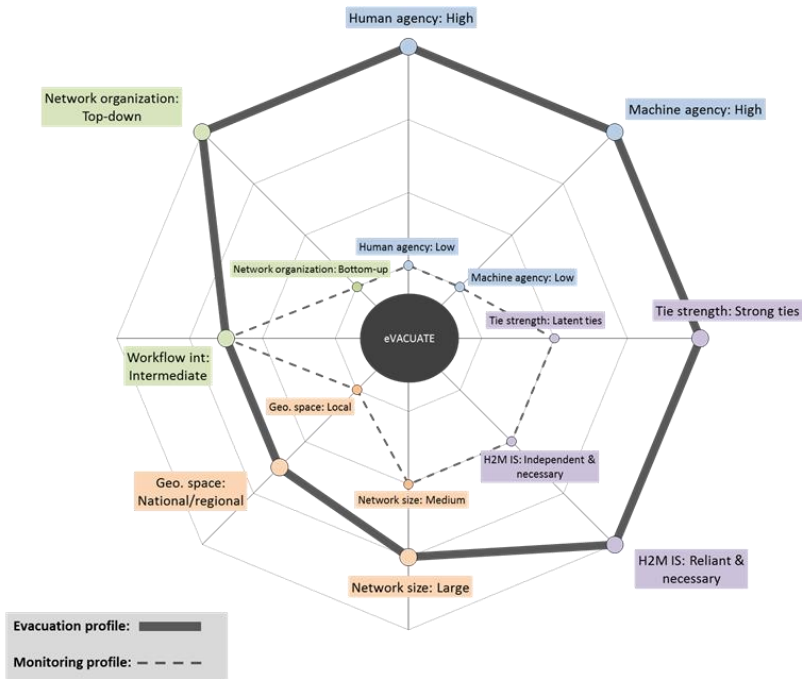 Human agency: High
Network organization:
Top-down
Machine agency: High
Human agency: Low
Network organization: Bottom-up
Machine agency: Low
Tie strength: Strong ties
Tie strength: Latent ties
eVACUATE
Workflow int:
Intermediate
Geo. space: Local
H2M IS: Independent &
necessary
Geo. space:
National/regional
Network size: Medium
H2M IS: Reliant &
necessary
Network size: Large
Evacuation profile:
Monitoring profile: